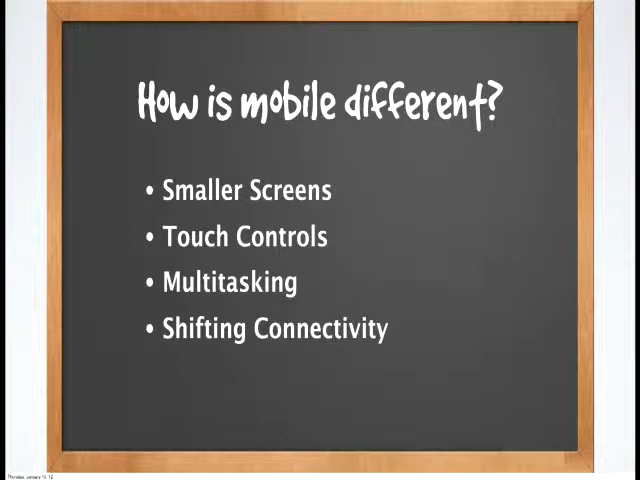 How is mobile different?
• Smaller Screens
• Touch Controls
• Multitasking
• Shifting Connectivity